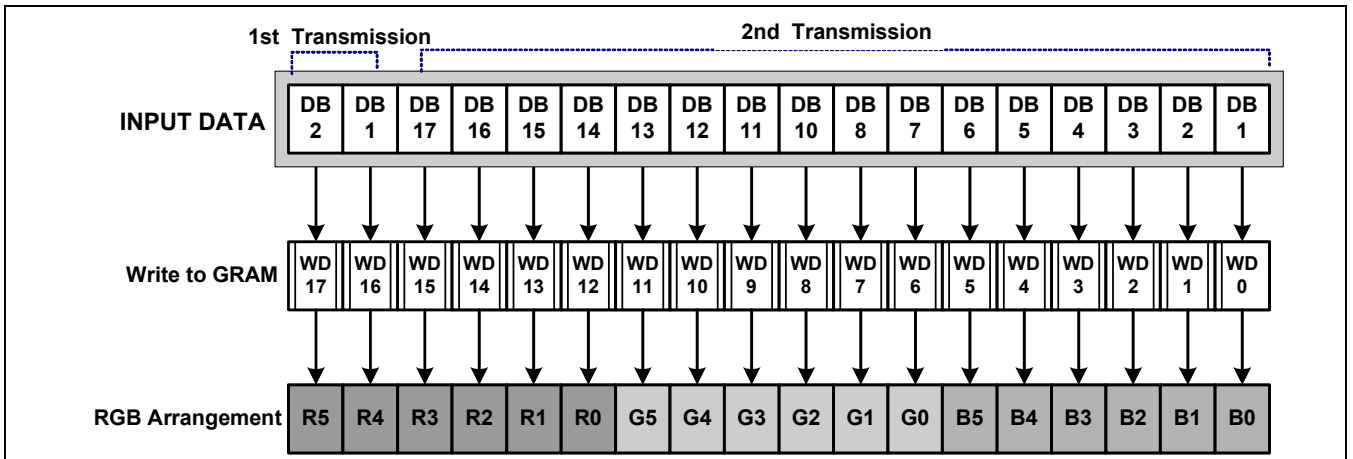 1st Transmission 2nd Transmission
INPUT DATA DB 2 DB 1 DB 17 DB 16 DB 15 DB 14 DB 13 DB 12 DB 11 DB 10 DB 8 DB 7 DB 6 DB 5 DB 4 DB 3 DB 2 DB 1
Write to GRAM WD 17 WD 16 WD 15 WD 14 WD 13 WD 12 WD 11 WD 10 WD 9 WD 8 WD 7 WD 6 WD 5 WD 4 WD 3 WD 2 WD 1 WD 0
RGB Arrangement R5 R4 R3 R2 R1 R0 G5 G4 G3 G2 G1 G0 B5 B4 B3 B2 B1 B0